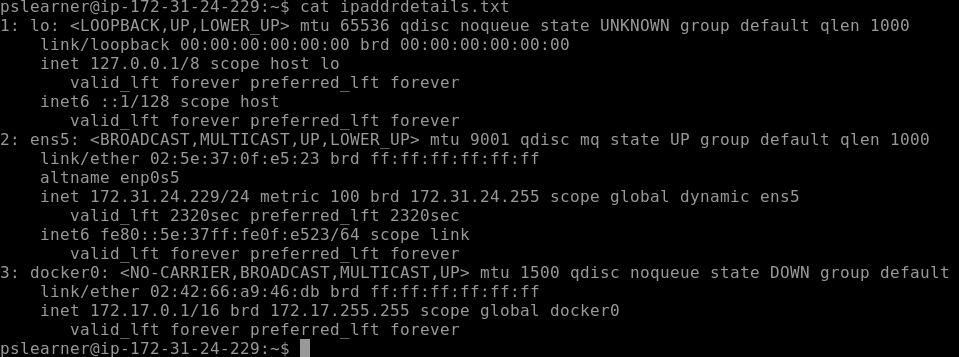 pslearner@ip-172-31-24-229:~$ cat ipaddrdetails.txt
1: lo: <LOOPBACK,UP,LOWER_UP> mtu 65536 qdisc noqueue state UNKNOWN group default qlen 1000
    link/loopback 00:00:00:00:00:00 brd 00:00:00:00:00:00
    inet 127.0.0.1/8 scope host lo
       valid_lft forever preferred_lft forever
    inet6 ::1/128 scope host
       valid_lft forever preferred_lft forever
2: ens5: <BROADCAST,MULTICAST,UP,LOWER_UP> mtu 9001 qdisc mq state UP group default qlen 1000
    link/ether 02:5e:37:0f:e5:23 brd ff:ff:ff:ff:ff:ff
    altname enp0s5
    inet 172.31.24.229/24 metric 100 brd 172.31.24.255 scope global dynamic ens5
       valid_lft 2320sec preferred_lft 2320sec
    inet6 fe80::5e:37ff:fe0f:e523/64 scope link
       valid_lft forever preferred_lft forever
3: docker0: <NO-CARRIER,BROADCAST,MULTICAST,UP> mtu 1500 qdisc noqueue state DOWN group default
    link/ether 02:42:66:a9:46:db brd ff:ff:ff:ff:ff:ff
    inet 172.17.0.1/16 brd 172.17.255.255 scope global docker0
       valid_lft forever preferred_lft forever
pslearner@ip-172-31-24-229:~$